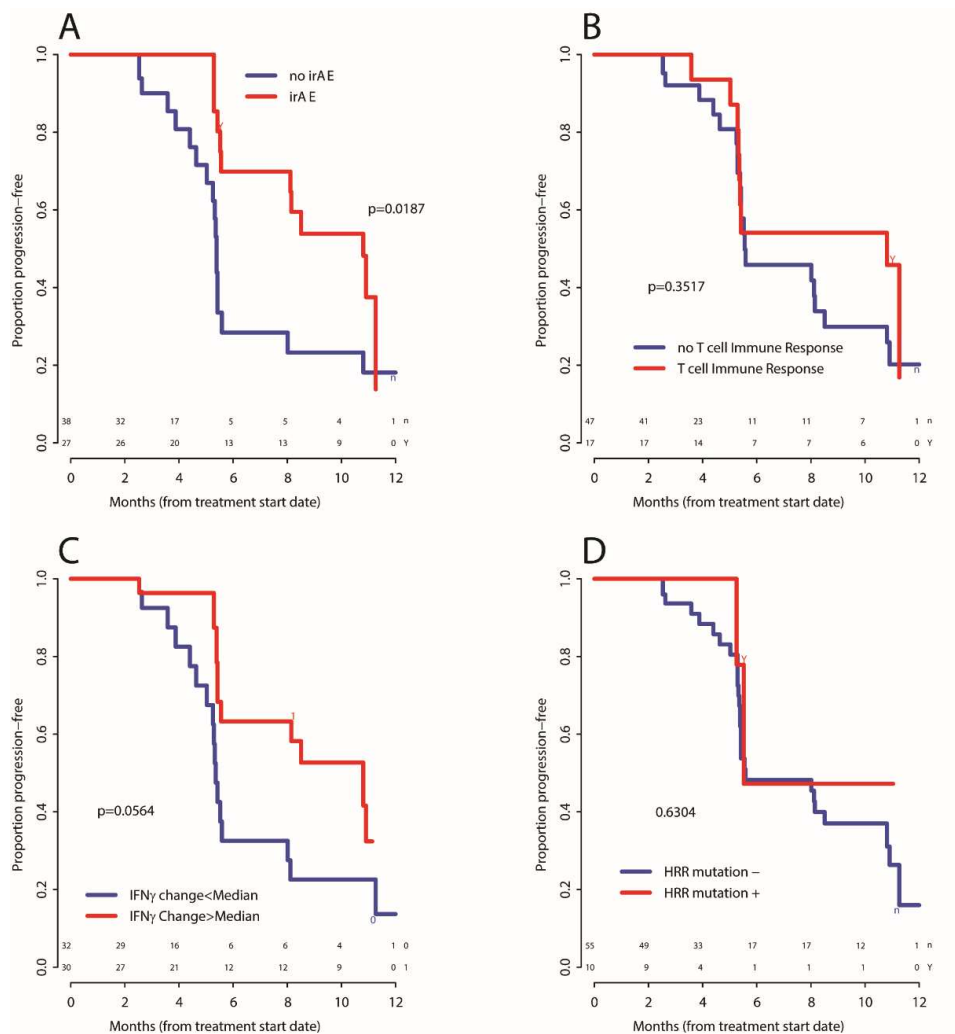 A
1.0
0.8
0.6
0.4
0.2
0.0
Proportion progression−free
no irAE
irAE
Y
p=0.0187
n
38 32 17 5 5 4 1 n
27 26 20 13 13 9 0 Y
0 2 4 6 8 10 12
Months (from treatment start date)
B
1.0
0.8
0.6
0.4
0.2
0.0
Proportion progression−free
Y
p=0.3517
no T cell Immune Response
T cell Immune Response
n
47 41 23 11 11 7 1 n
17 17 14 7 7 6 0 Y
0 2 4 6 8 10 12
Months (from treatment start date)
C
1.0
0.8
0.6
0.4
0.2
0.0
Proportion progression−free
1
p=0.0564
IFNγ change<Median
IFNγ Change>Median
0
32 29 16 6 6 4 1 0
30 27 21 12 12 9 0 1
0 2 4 6 8 10 12
Months (from treatment start date)
D
1.0
0.8
0.6
0.4
0.2
0.0
Proportion progression−free
Y
0.6304
HRR mutation −
HRR mutation +
n
55 49 33 17 17 12 1 n
10 9 4 1 1 1 0 Y
0 2 4 6 8 10 12
Months (from treatment start date)